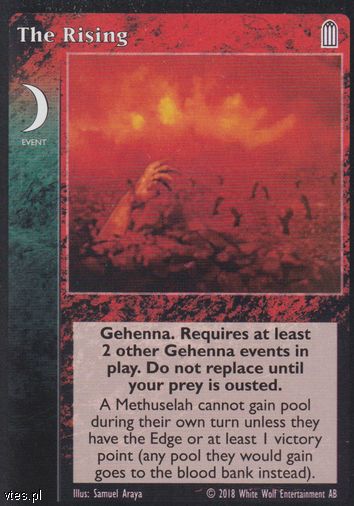 The Rising
EVENT
Gehenna. Requires at least
2 other Gehenna events in
play. Do not replace until
your prey is ousted.
A Methuselah cannot gain pool
during their own turn unless they
have the Edge or at least 1 victory
point (any pool they would gain
goes to the blood bank instead).
Illus: Samuel Araya © 2018 White Wolf Entertainment AB
vtes.pl